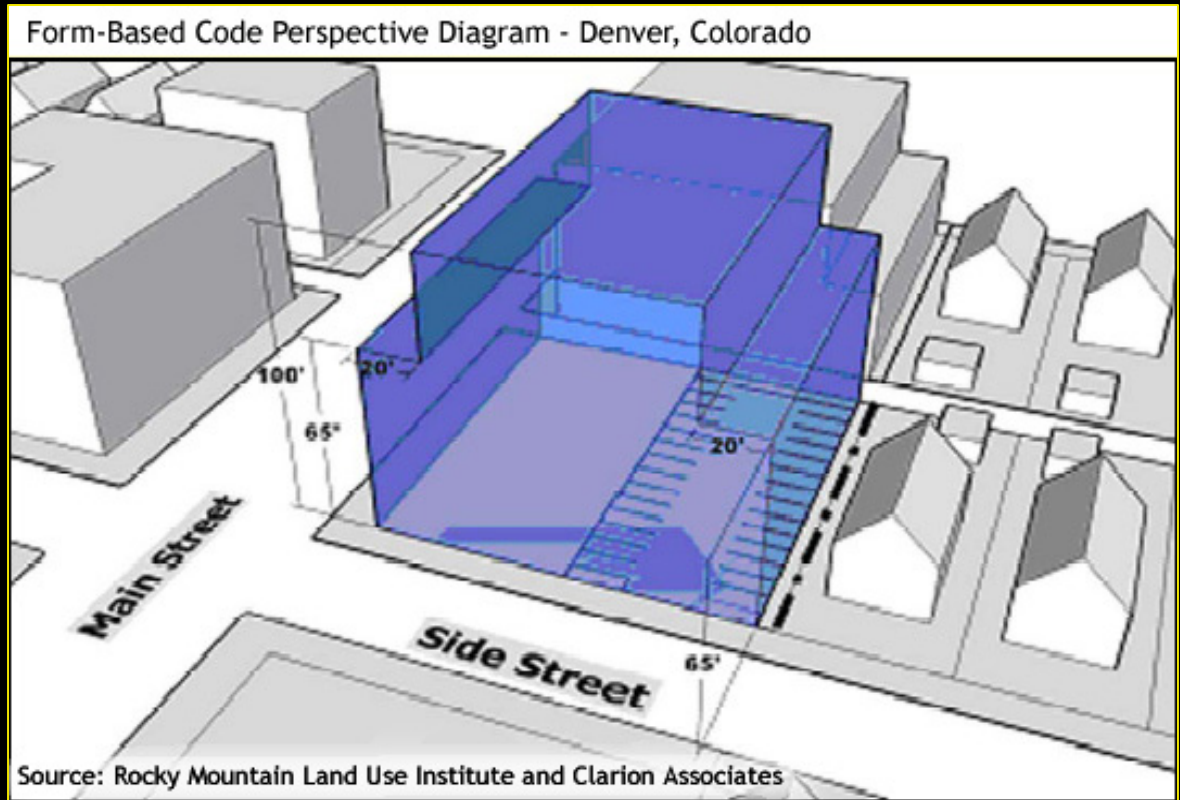 Form-Based Code Perspective Diagram - Denver, Colorado
100'
20'
65'
20'
Main Street
Side Street
65'
Source: Rocky Mountain Land Use Institute and Clarion Associates